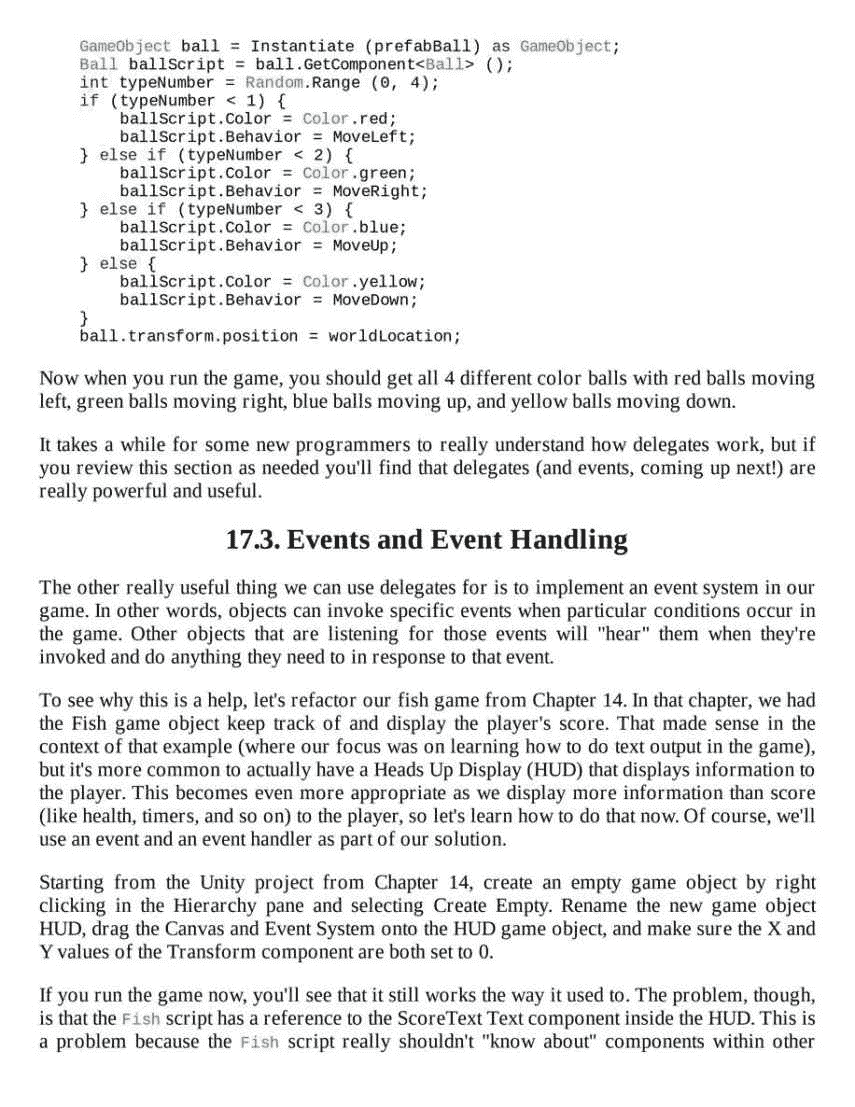 GameObject ball = Instantiate (prefabBall) as GameObject;
Ball ballScript = ball.GetComponent<Ball> ();
int typeNumber = Random.Range (0, 4);
if (typeNumber < 1) {
    ballScript.Color = Color.red;
    ballScript.Behavior = MoveLeft;
} else if (typeNumber < 2) {
    ballScript.Color = Color.green;
    ballScript.Behavior = MoveRight;
} else if (typeNumber < 3) {
    ballScript.Color = Color.blue;
    ballScript.Behavior = MoveUp;
} else {
    ballScript.Color = Color.yellow;
    ballScript.Behavior = MoveDown;
}
ball.transform.position = worldLocation;
Now when you run the game, you should get all 4 different color balls with red balls moving
left, green balls moving right, blue balls moving up, and yellow balls moving down.
It takes a while for some new programmers to really understand how delegates work, but if
you review this section as needed you'll find that delegates (and events, coming up next!) are
really powerful and useful.
17.3. Events and Event Handling
The other really useful thing we can use delegates for is to implement an event system in our
game. In other words, objects can invoke specific events when particular conditions occur in
the game. Other objects that are listening for those events will "hear" them when they're
invoked and do anything they need to in response to that event.
To see why this is a help, let's refactor our fish game from Chapter 14. In that chapter, we had
the Fish game object keep track of and display the player's score. That made sense in the
context of that example (where our focus was on learning how to do text output in the game),
but it's more common to actually have a Heads Up Display (HUD) that displays information to
the player. This becomes even more appropriate as we display more information than score
(like health, timers, and so on) to the player, so let's learn how to do that now. Of course, we'll
use an event and an event handler as part of our solution.
Starting from the Unity project from Chapter 14, create an empty game object by right
clicking in the Hierarchy pane and selecting Create Empty. Rename the new game object
HUD, drag the Canvas and Event System onto the HUD game object, and make sure the X and
Y values of the Transform component are both set to 0.
If you run the game now, you'll see that it still works the way it used to. The problem, though,
is that the Fish script has a reference to the ScoreText Text component inside the HUD. This is
a problem because the Fish script really shouldn't "know about" components within other